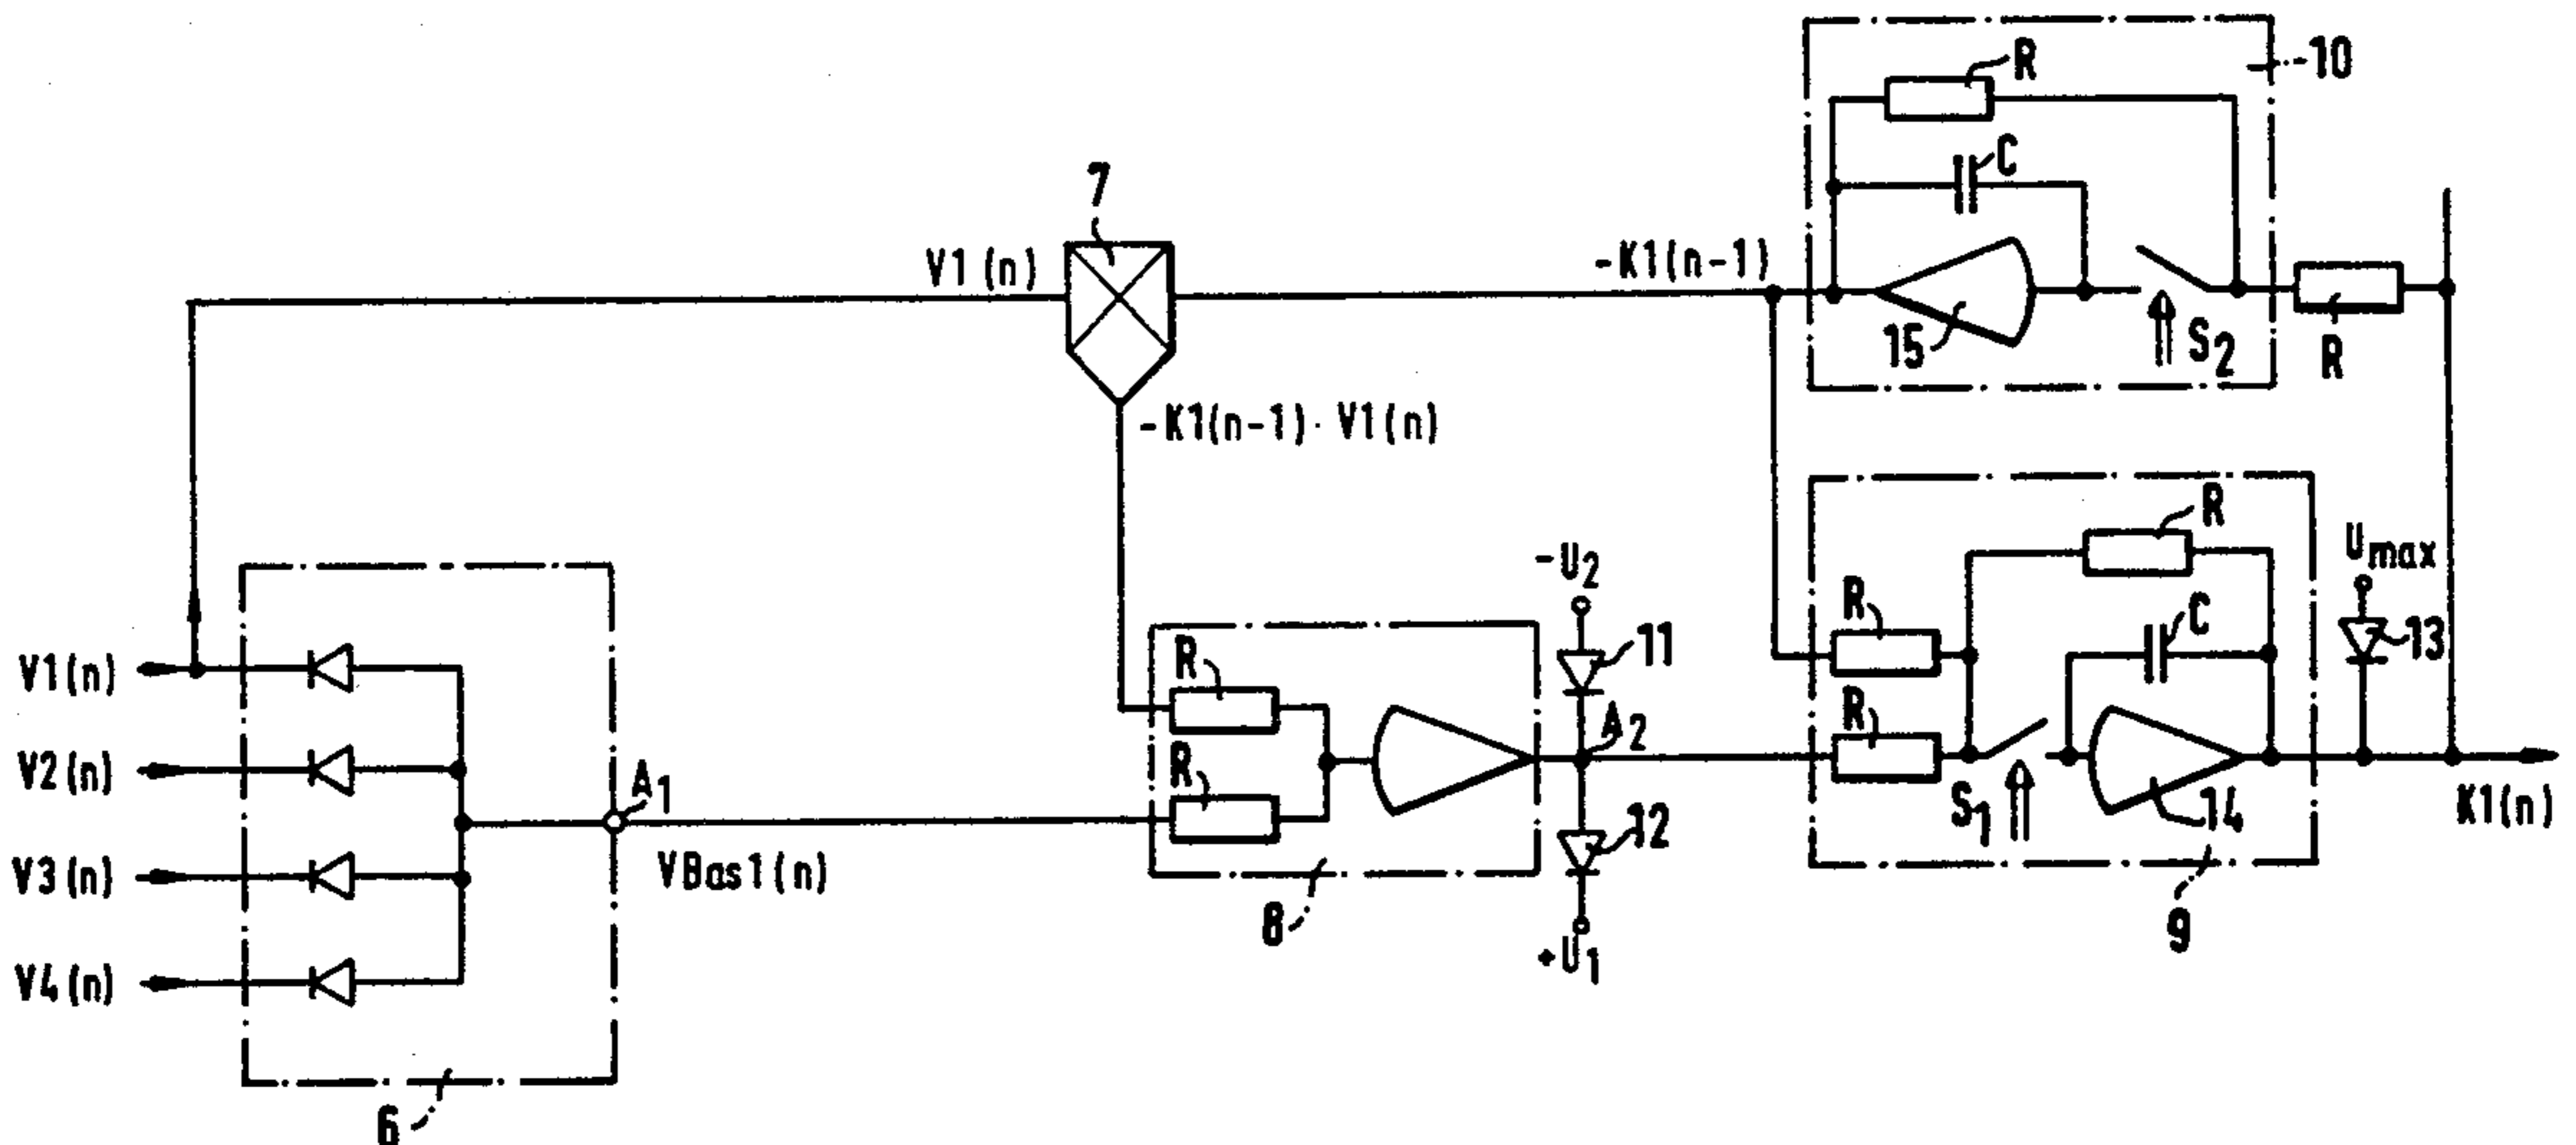 10
R
C
7
V1(n)
-K1(n-1)
15
S2
R
-K1(n-1) · V1(n)
R
Umax
-U2
R
C
11
13
V1(n)
R
R
A2
V2(n)
A1
R
S1
14
K1(n)
12
V3(n)
VBas1(n)
8
9
+U1
V4(n)
6